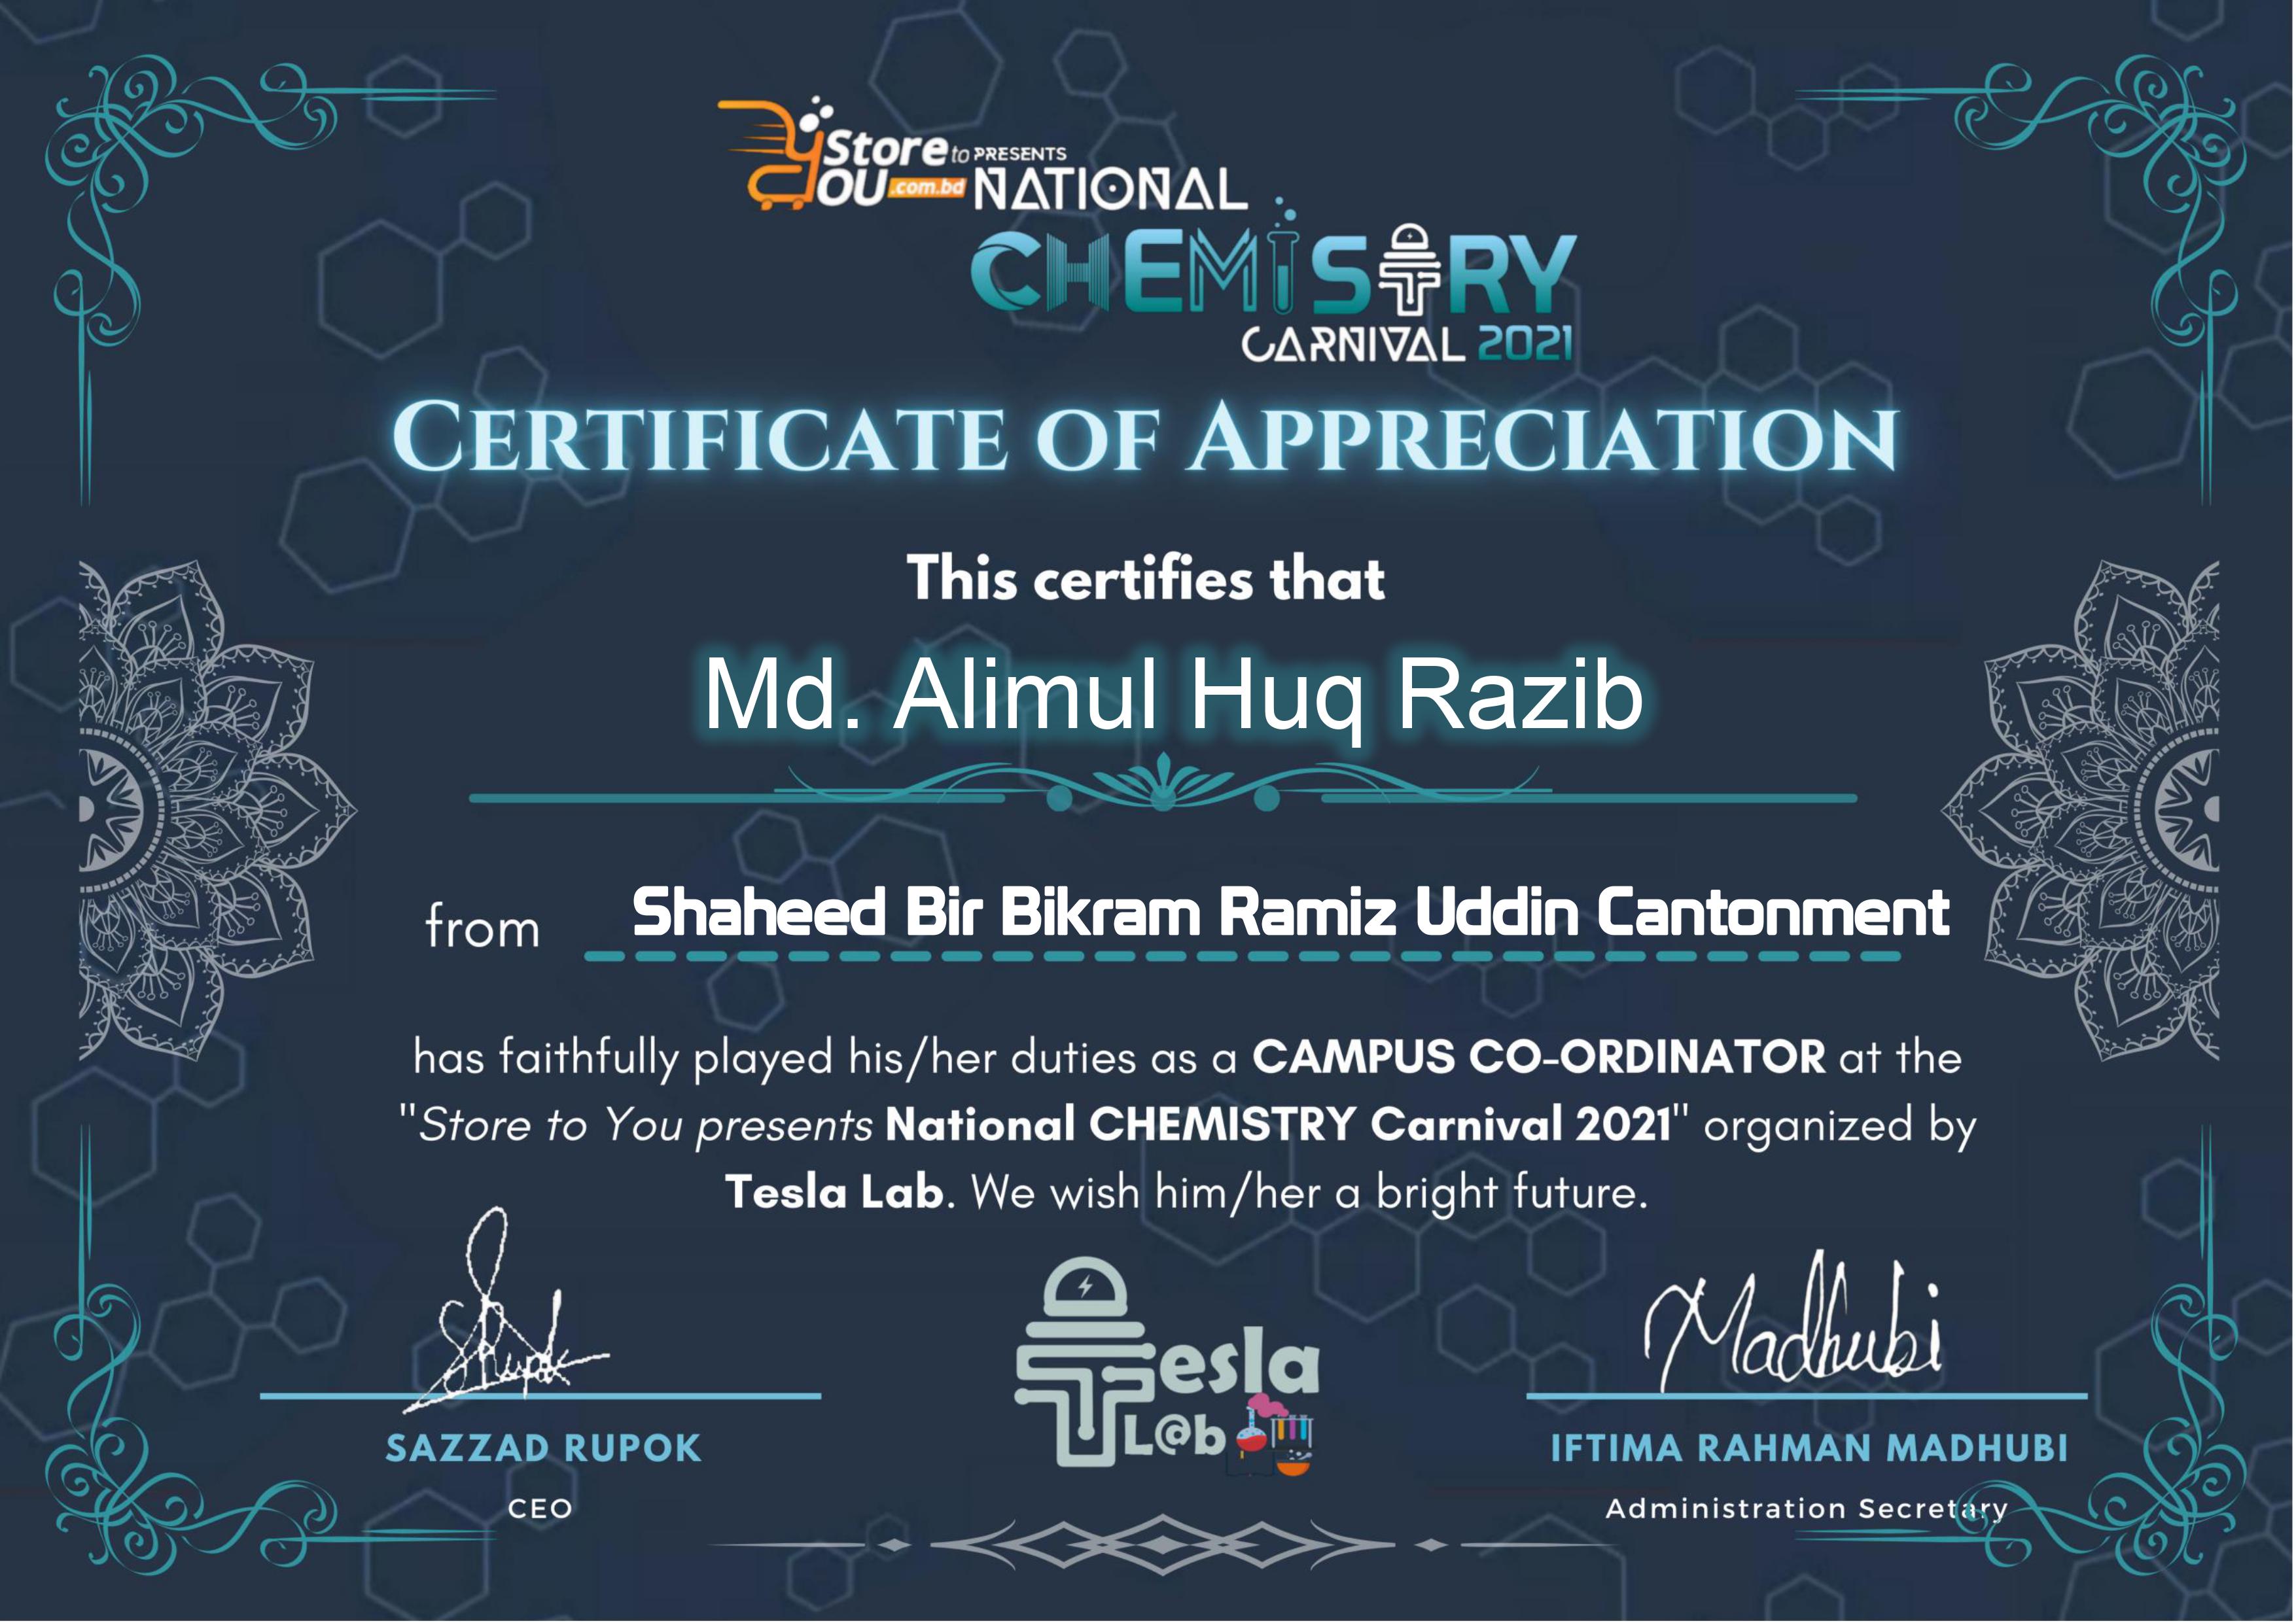 Store to PRESENTS
YOU .com.bd NATIONAL
CHEMISTRY
CARNIVAL 2021
CERTIFICATE OF APPRECIATION
This certifies that
Md. Alimul Huq Razib
from Shaheed Bir Bikram Ramiz Uddin Cantonment
has faithfully played his/her duties as a CAMPUS CO-ORDINATOR at the
"Store to You presents National CHEMISTRY Carnival 2021" organized by
Tesla Lab. We wish him/her a bright future.
SRupok
Madhubi
Tesla
L@b
SAZZAD RUPOK
IFTIMA RAHMAN MADHUBI
CEO
Administration Secretary